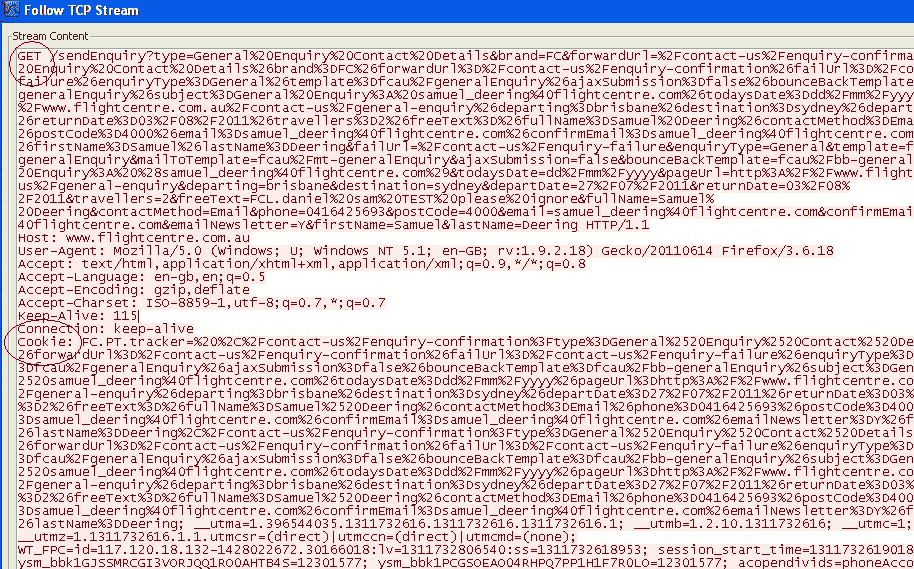 Follow TCP Stream
Stream Content
GET /sendEnquiry?type=General%20Enquiry%20Contact%20Details&brand=FC&forwardUrl=%2Fcontact-us%2Fenquiry-confirma
20Enquiry%20Contact%20Details%26brand%3DFC%26forwardUrl%3D%2Fcontact-us%2Fenquiry-confirmation%26failUrl%3D%2Fco
failure%26enquiryType%3DGeneral%26template%3Dfcau%2FgeneralEnquiry%26ajaxSubmission%3Dfalse%26bounceBackTemplate
generalEnquiry%26subject%3DGeneral%20Enquiry%3A%20samuel_deering%40flightcentre.com%26todaysDate%3Ddd%2Fmm%2Fyyy
%2Fwww.flightcentre.com.au%2Fcontact-us%2Fgeneral-enquiry%26departing%3Dbrisbane%26destination%3Dsydney%26depart
26returnDate%3D03%2F08%2F2011%26travellers%3D2%26freeText%3D%26fullName%3DSamuel%20Deering%26contactMethod%3DEma
26postCode%3D4000%26email%3Dsamuel_deering%40flightcentre.com%26confirmEmail%3Dsamuel_deering%40flightcentre.com
26firstName%3DSamuel%26lastName%3DDeering&failUrl=%2Fcontact-us%2Fenquiry-failure&enquiryType=General&template=f
generalEnquiry&mailToTemplate=fcau%2Fmt-generalEnquiry&ajaxSubmission=false&bounceBackTemplate=fcau%2Fbb-general
20Enquiry%3A%20%28samuel_deering%40flightcentre.com%29&todaysDate=dd%2Fmm%2Fyyyy&pageUrl=http%3A%2F%2Fwww.flight
us%2Fgeneral-enquiry&departing=brisbane&destination=sydney&departDate=27%2F07%2F2011&returnDate=03%2F08%
2F2011&travellers=2&freeText=FCL.daniel%20sam%20TEST%20please%20ignore&fullName=Samuel%
20Deering&contactMethod=Email&phone=0416425693&postCode=4000&email=samuel_deering%40flightcentre.com&confirmEmai
40flightcentre.com&emailNewsletter=Y&firstName=Samuel&lastName=Deering HTTP/1.1
Host: www.flightcentre.com.au
User-Agent: Mozilla/5.0 (Windows; U; Windows NT 5.1; en-GB; rv:1.9.2.18) Gecko/20110614 Firefox/3.6.18
Accept: text/html,application/xhtml+xml,application/xml;q=0.9,*/*;q=0.8
Accept-Language: en-gb,en;q=0.5
Accept-Encoding: gzip,deflate
Accept-Charset: ISO-8859-1,utf-8;q=0.7,*;q=0.7
Keep-Alive: 115
Connection: keep-alive
Cookie: FC.PT.tracker=%20%2C%2Fcontact-us%2Fenquiry-confirmation%3Ftype%3DGeneral%2520Enquiry%2520Contact%2520De
26forwardUrl%3D%2Fcontact-us%2Fenquiry-confirmation%26failUrl%3D%2Fcontact-us%2Fenquiry-failure%26enquiryType%3D
3Dfcau%2FgeneralEnquiry%26ajaxSubmission%3Dfalse%26bounceBackTemplate%3Dfcau%2Fbb-generalEnquiry%26subject%3DGen
2520samuel_deering%40flightcentre.com%26todaysDate%3Ddd%2Fmm%2Fyyyy%26pageUrl%3Dhttp%3A%2F%2Fwww.flightcentre.co
2Fgeneral-enquiry%26departing%3Dbrisbane%26destination%3Dsydney%26departDate%3D27%2F07%2F2011%26returnDate%3D03%
3D%2%26freeText%3D%26fullName%3DSamuel%2520Deering%26contactMethod%3DEmail%26phone%3D0416425693%26postCode%3D400
3Dsamuel_deering%40flightcentre.com%26confirmEmail%3Dsamuel_deering%40flightcentre.com%26emailNewsletter%3DY%26f
26lastName%3DDeering%2C%2Fcontact-us%2Fenquiry-confirmation%3Ftype%3DGeneral%2520Enquiry%2520Contact%2520Details
26forwardUrl%3D%2Fcontact-us%2Fenquiry-confirmation%26failUrl%3D%2Fcontact-us%2Fenquiry-failure%26enquiryType%3D
3Dfcau%2FgeneralEnquiry%26ajaxSubmission%3Dfalse%26bounceBackTemplate%3Dfcau%2Fbb-generalEnquiry%26subject%3DGen
2520samuel_deering%40flightcentre.com%26todaysDate%3Ddd%2Fmm%2Fyyyy%26pageUrl%3Dhttp%3A%2F%2Fwww.flightcentre.co
2Fgeneral-enquiry%26departing%3Dbrisbane%26destination%3Dsydney%26departDate%3D27%2F07%2F2011%26returnDate%3D03%
3D%2%26freeText%3D%26fullName%3DSamuel%2520Deering%26contactMethod%3DEmail%26phone%3D0416425693%26postCode%3D400
3Dsamuel_deering%40flightcentre.com%26confirmEmail%3Dsamuel_deering%40flightcentre.com%26emailNewsletter%3DY%26f
26lastName%3DDeering; __utma=1.396544035.1311732616.1311732616.1311732616.1; __utmb=1.2.10.1311732616; __utmc=1;
__utmz=1.1311732616.1.1.utmcsr=(direct)|utmccn=(direct)|utmcmd=(none);
WT_FPC=id=117.120.18.132-1428022672.30166018:lv=1311732806540:ss=1311732618953; session_start_time=1311732619018
ysm_bbk1GJSSMRCGI3VORJQQ1RO0AHTB4S=12301577; ysm_bbk1PCGSOEAO04RHPQ7PP1H1F7R0LO=12301577; acopendivids=phoneAcco